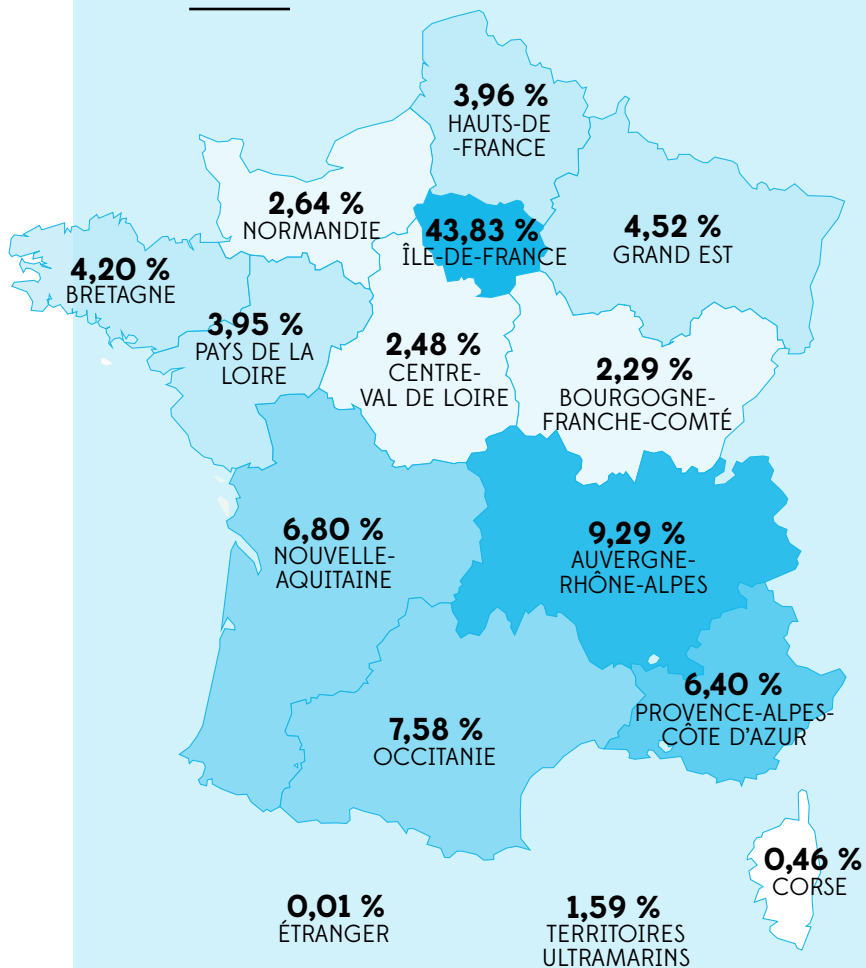 3,96 %
HAUTS-DE
-FRANCE
2,64 %
NORMANDIE
43,83 %
ÎLE-DE-FRANCE
4,52 %
GRAND EST
4,20 %
BRETAGNE
3,95 %
PAYS DE LA
LOIRE
2,48 %
CENTRE-
VAL DE LOIRE
2,29 %
BOURGOGNE-
FRANCHE-COMTÉ
6,80 %
NOUVELLE-
AQUITAINE
9,29 %
AUVERGNE-
RHÔNE-ALPES
6,40 %
PROVENCE-ALPES-
CÔTE D'AZUR
7,58 %
OCCITANIE
0,46 %
CORSE
0,01 %
ÉTRANGER
1,59 %
TERRITOIRES
ULTRAMARINS